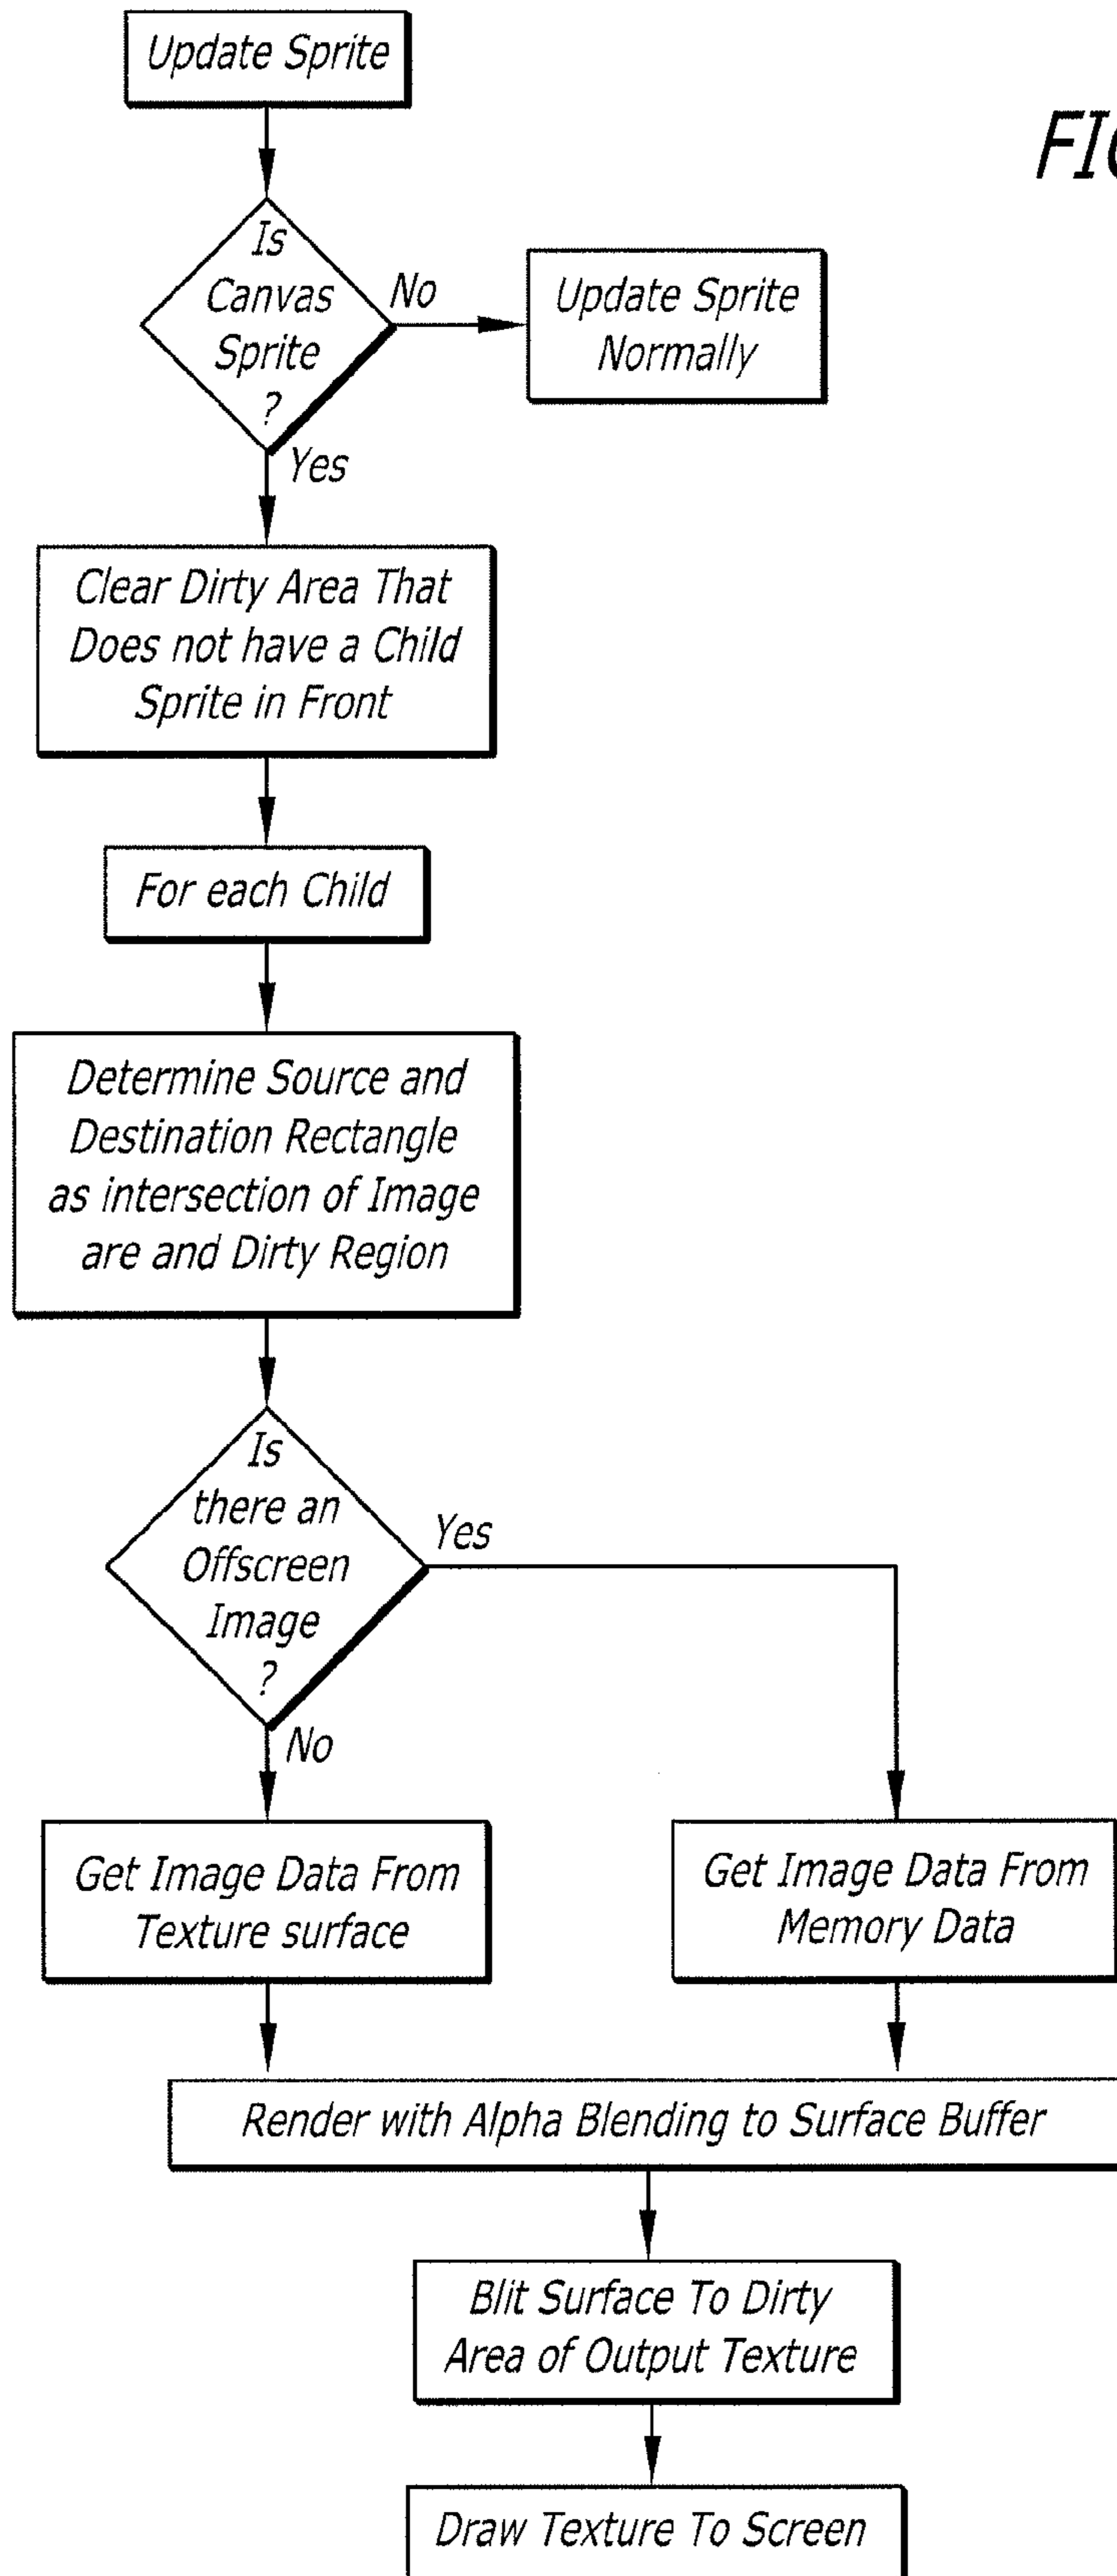 Update Sprite
FIG
Is
Canvas
Sprite
?
No
Update Sprite
Normally
Yes
Clear Dirty Area That
Does not have a Child
Sprite in Front
For each Child
Determine Source and
Destination Rectangle
as intersection of Image
are and Dirty Region
Is
there an
Offscreen
Image
?
Yes
No
Get Image Data From
Texture surface
Get Image Data From
Memory Data
Render with Alpha Blending to Surface Buffer
Blit Surface To Dirty
Area of Output Texture
Draw Texture To Screen